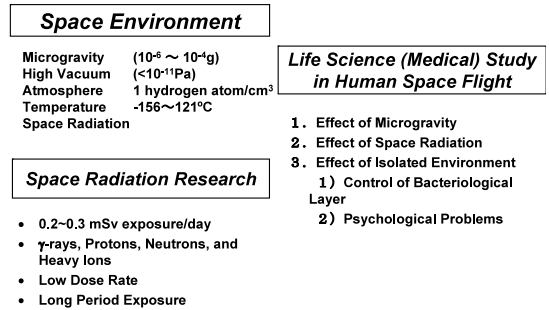 Space Environment
Microgravity (10⁻⁶ ～ 10⁻⁴g)
High Vacuum (<10⁻¹¹Pa)
Atmosphere 1 hydrogen atom/cm³
Temperature -156～121ºC
Space Radiation
Space Radiation Research
• 0.2~0.3 mSv exposure/day
• γ-rays, Protons, Neutrons, and
Heavy Ions
• Low Dose Rate
• Long Period Exposure
Life Science (Medical) Study
in Human Space Flight
１．Effect of Microgravity
２．Effect of Space Radiation
３．Effect of Isolated Environment
１）Control of Bacteriological
Layer
２）Psychological Problems